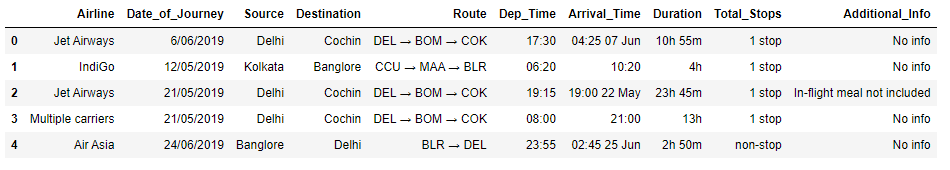 Airline Date_of_Journey Source Destination Route Dep_Time Arrival_Time Duration Total_Stops Additional_Info
0 Jet Airways 6/06/2019 Delhi Cochin DEL → BOM → COK 17:30 04:25 07 Jun 10h 55m 1 stop No info
1 IndiGo 12/05/2019 Kolkata Banglore CCU → MAA → BLR 06:20 10:20 4h 1 stop No info
2 Jet Airways 21/05/2019 Delhi Cochin DEL → BOM → COK 19:15 19:00 22 May 23h 45m 1 stop In-flight meal not included
3 Multiple carriers 21/05/2019 Delhi Cochin DEL → BOM → COK 08:00 21:00 13h 1 stop No info
4 Air Asia 24/06/2019 Banglore Delhi BLR → DEL 23:55 02:45 25 Jun 2h 50m non-stop No info